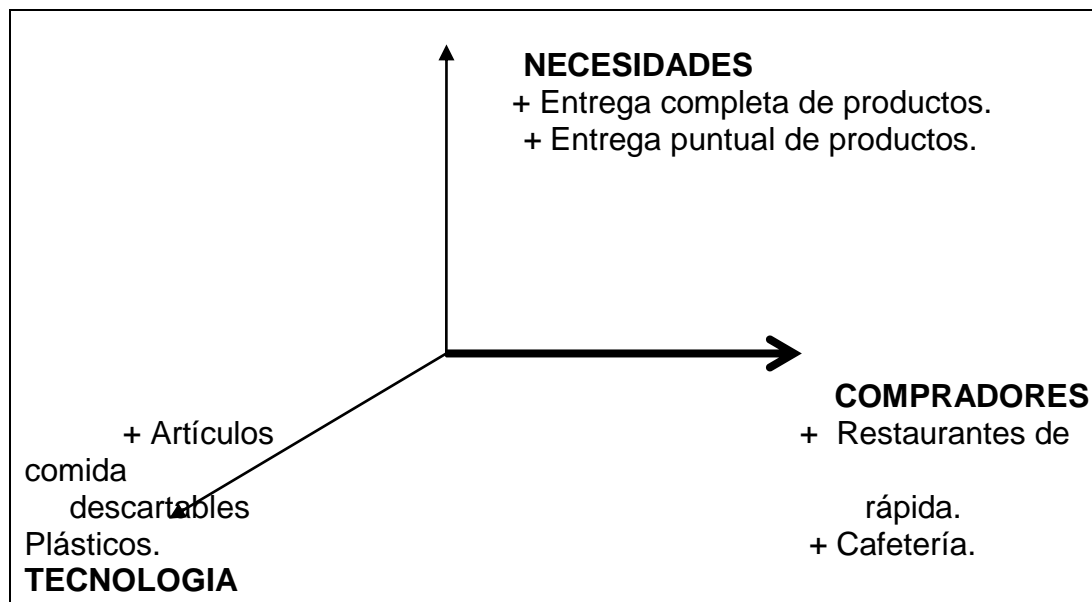 NECESIDADES
+ Entrega completa de productos.
+ Entrega puntual de productos.
COMPRADORES
+ Artículos + Restaurantes de
comida
descartables rápida.
Plásticos. + Cafetería.
TECNOLOGIA